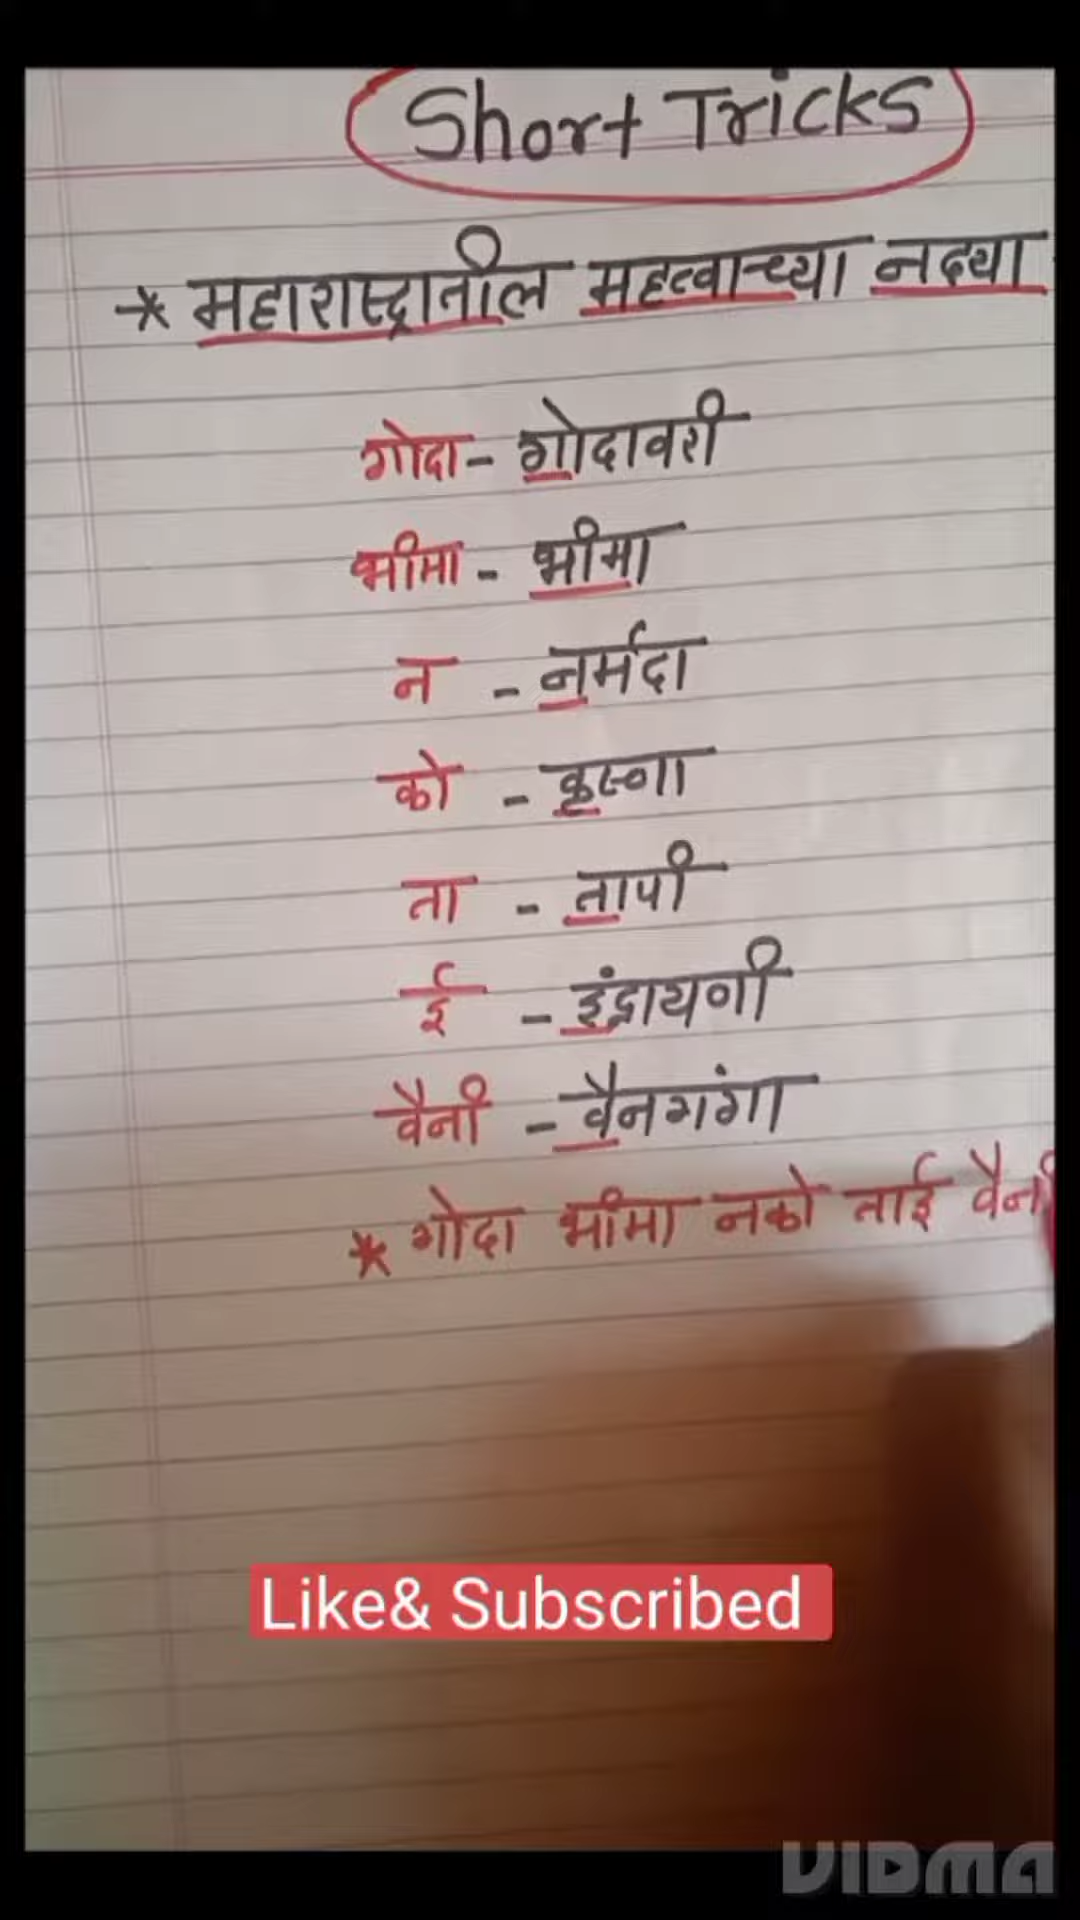 Short Tricks
* महारास्ट्रातील महत्वाच्या नद्या
गोदा - गोदावरी
भीमा - भीमा
न - नर्मदा
को - कृस्णा
ता - तापी
ई - इंद्रायणी
वैनी - वैनगंगा
* गोदा भीमा नको ताई वैनी
Like& Subscribed
VIDMA